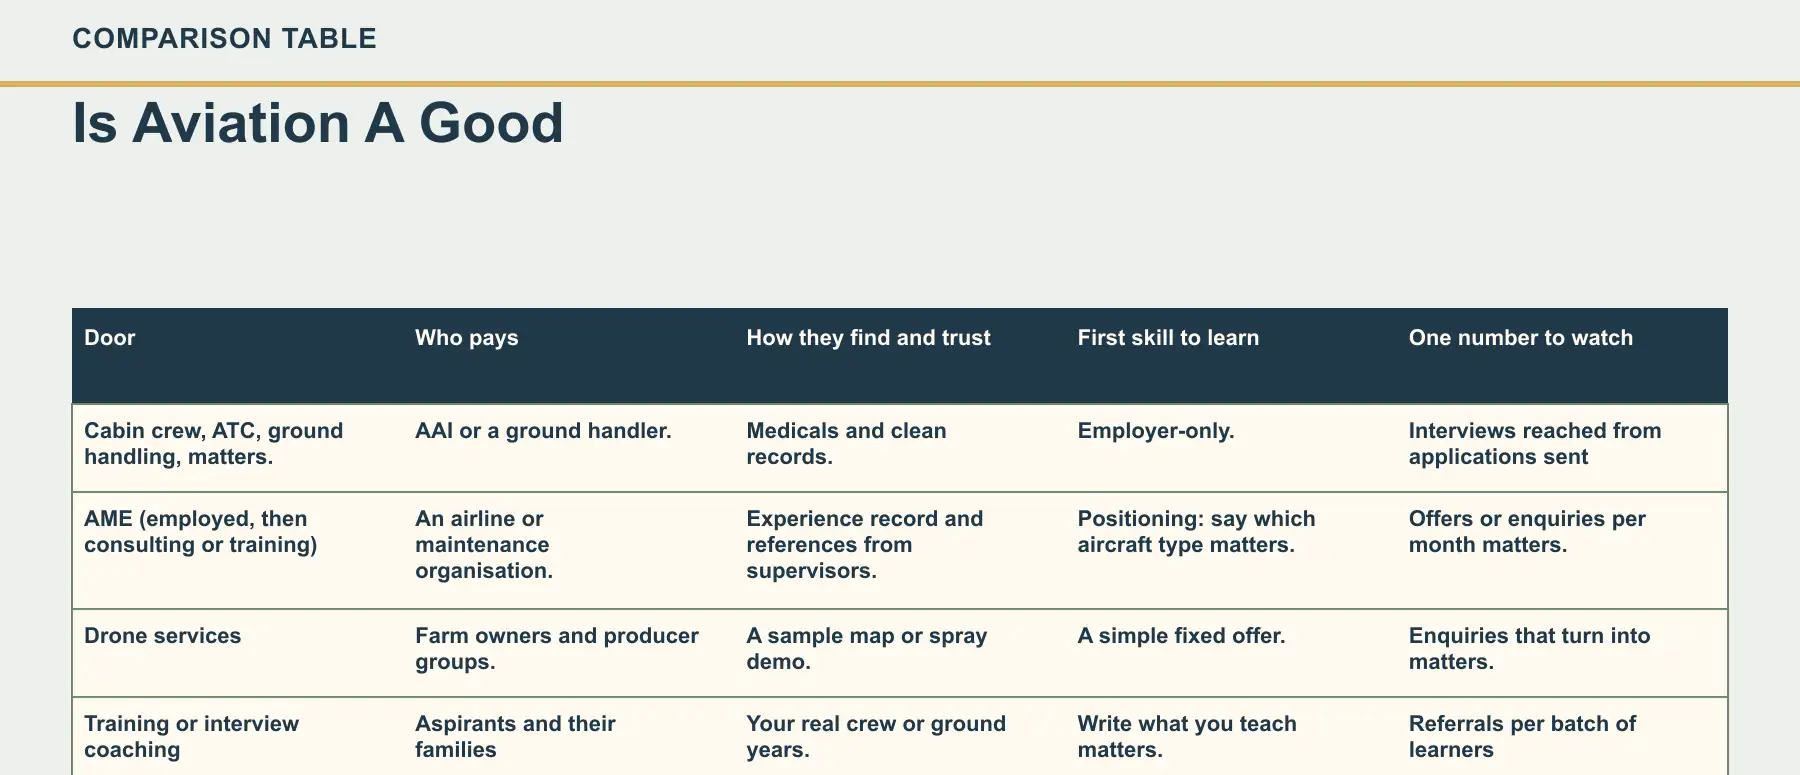 COMPARISON TABLE
Is Aviation A Good
Door
Who pays
How they find and trust
First skill to learn
One number to watch
Cabin crew, ATC, ground
handling, matters.
AAI or a ground handler.
Medicals and clean
records.
Employer-only.
Interviews reached from
applications sent
AME (employed, then
consulting or training)
An airline or
maintenance
organisation.
Experience record and
references from
supervisors.
Positioning: say which
aircraft type matters.
Offers or enquiries per
month matters.
Drone services
Farm owners and producer
groups.
A sample map or spray
demo.
A simple fixed offer.
Enquiries that turn into
matters.
Training or interview
coaching
Aspirants and their
families
Your real crew or ground
years.
Write what you teach
matters.
Referrals per batch of
learners